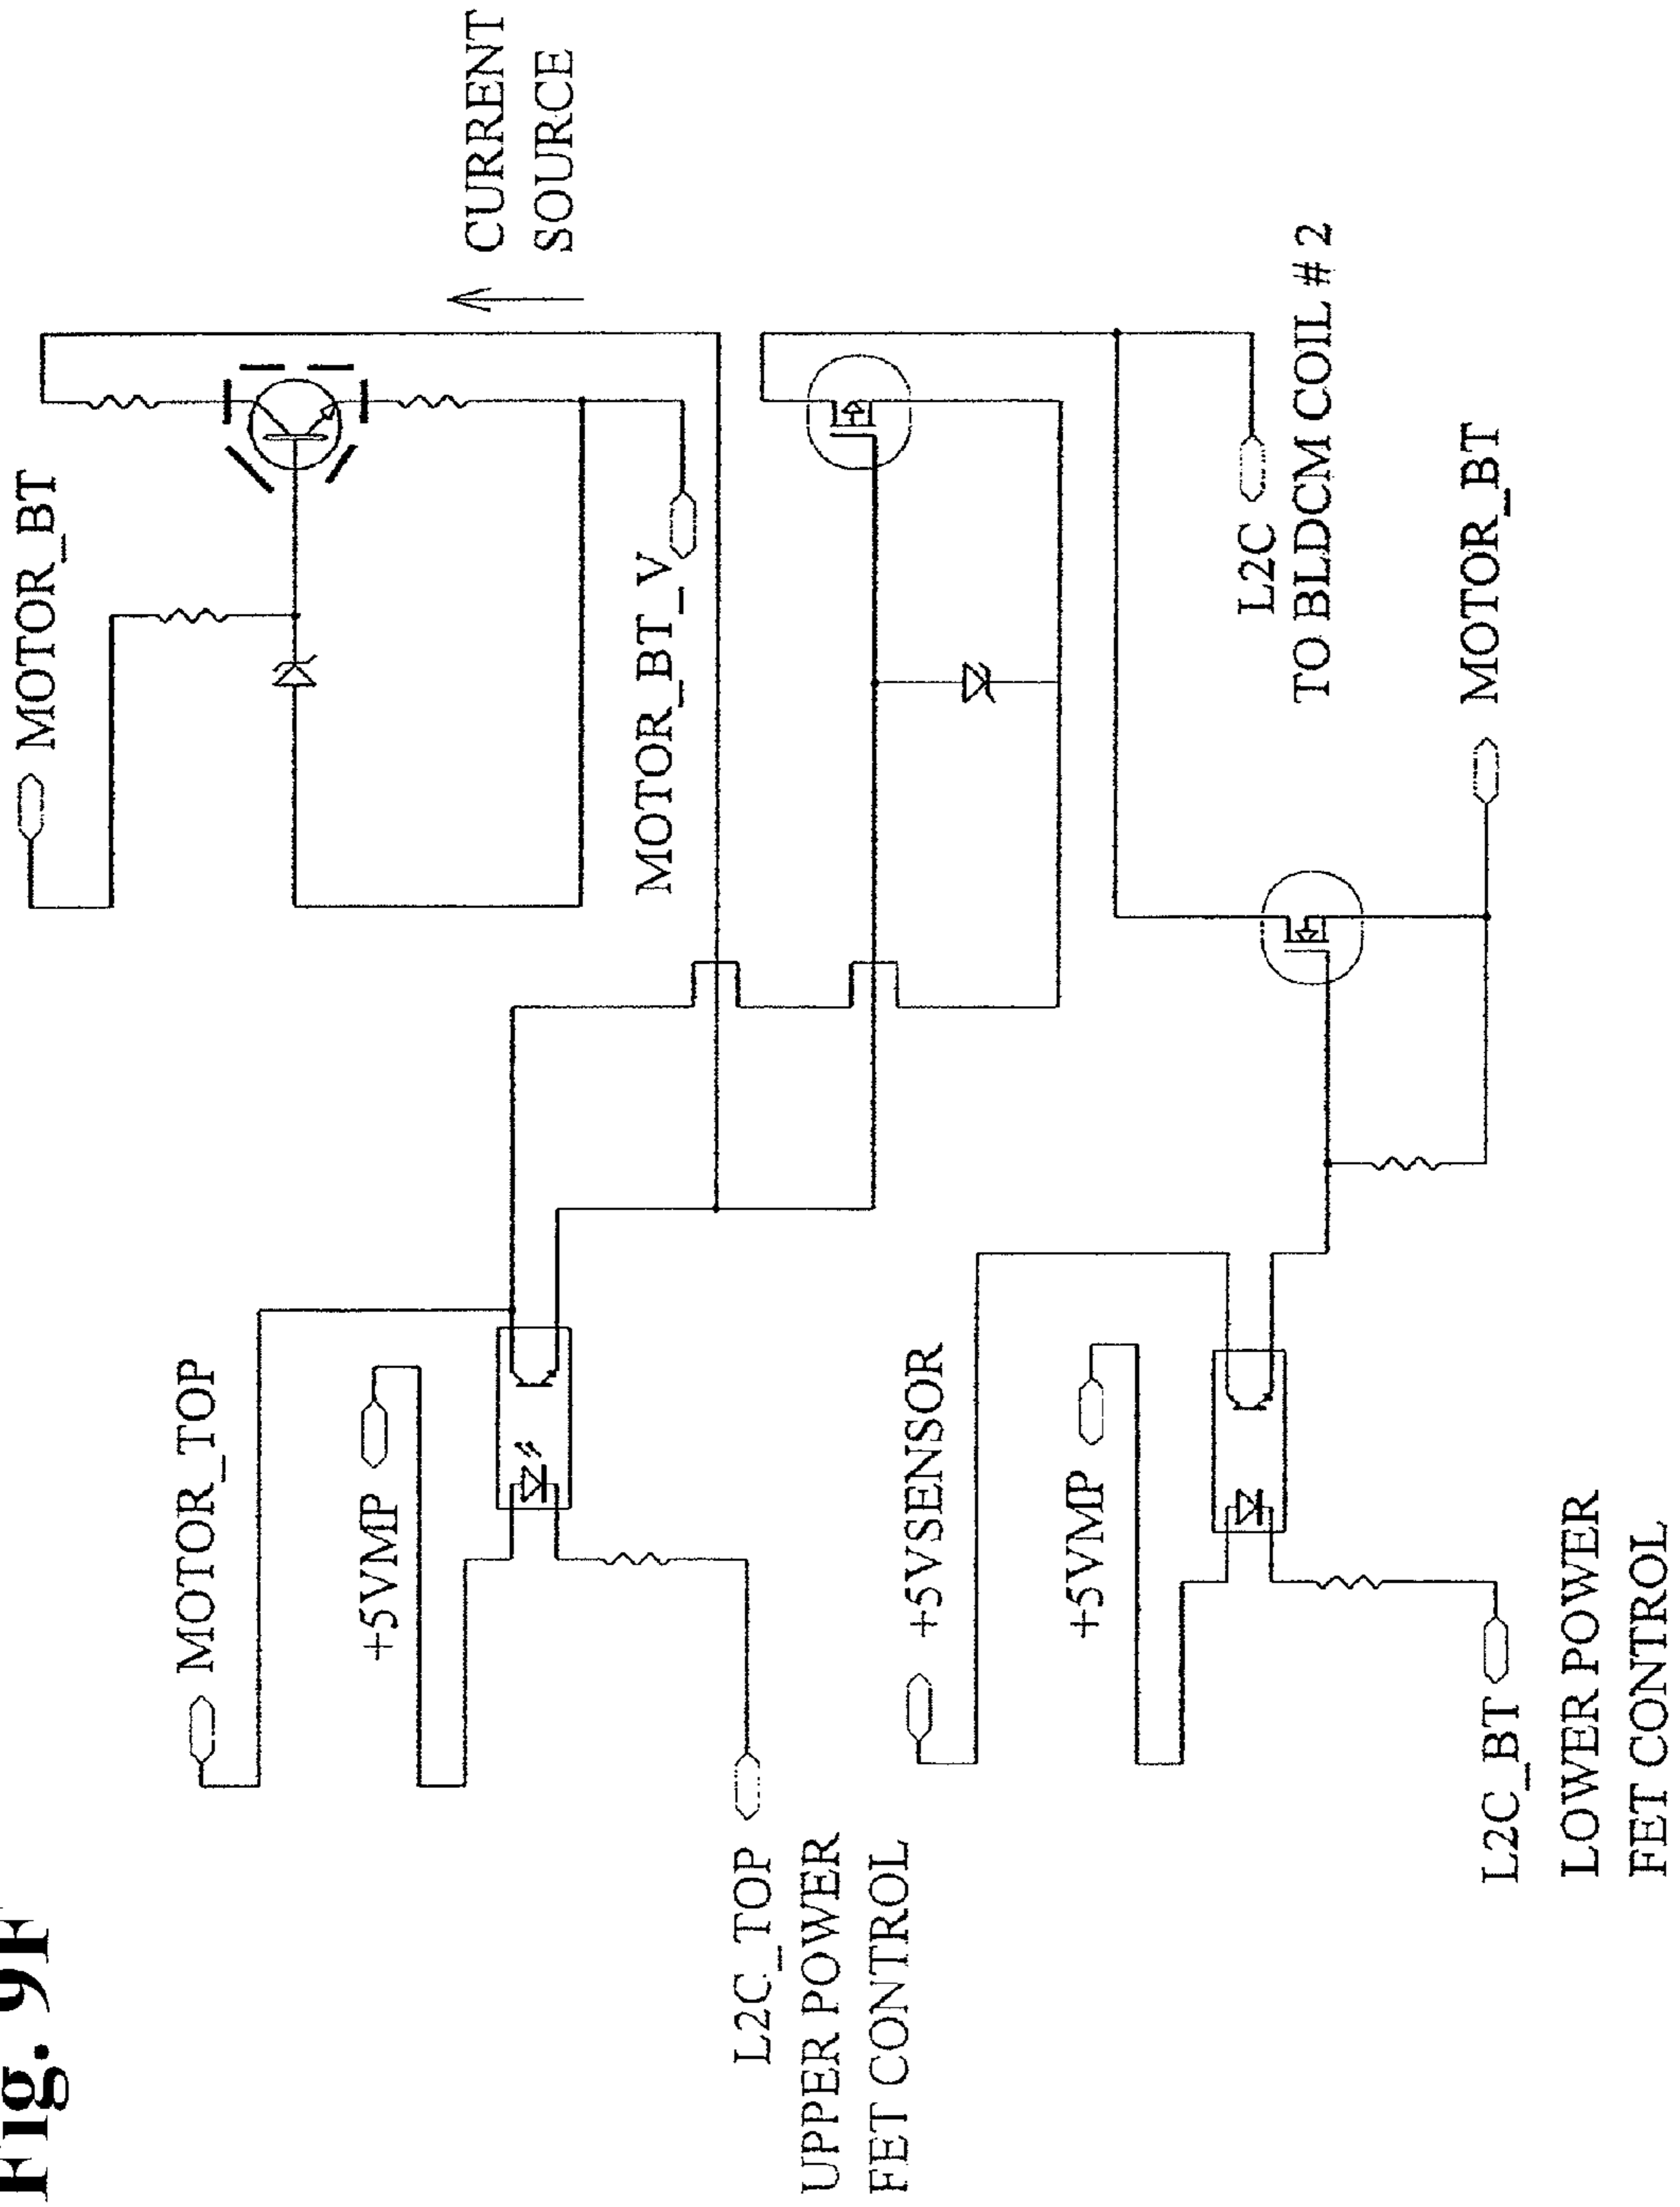 Fig. 9F
MOTOR_BT
CURRENT
SOURCE
MOTOR_BT_V
MOTOR_TOP
+5VMP
L2C_TOP
UPPER POWER
FET CONTROL
+5VSENSOR
+5VMP
L2C
TO BLDCM COIL # 2
MOTOR_BT
L2C_BT
LOWER POWER
FET CONTROL